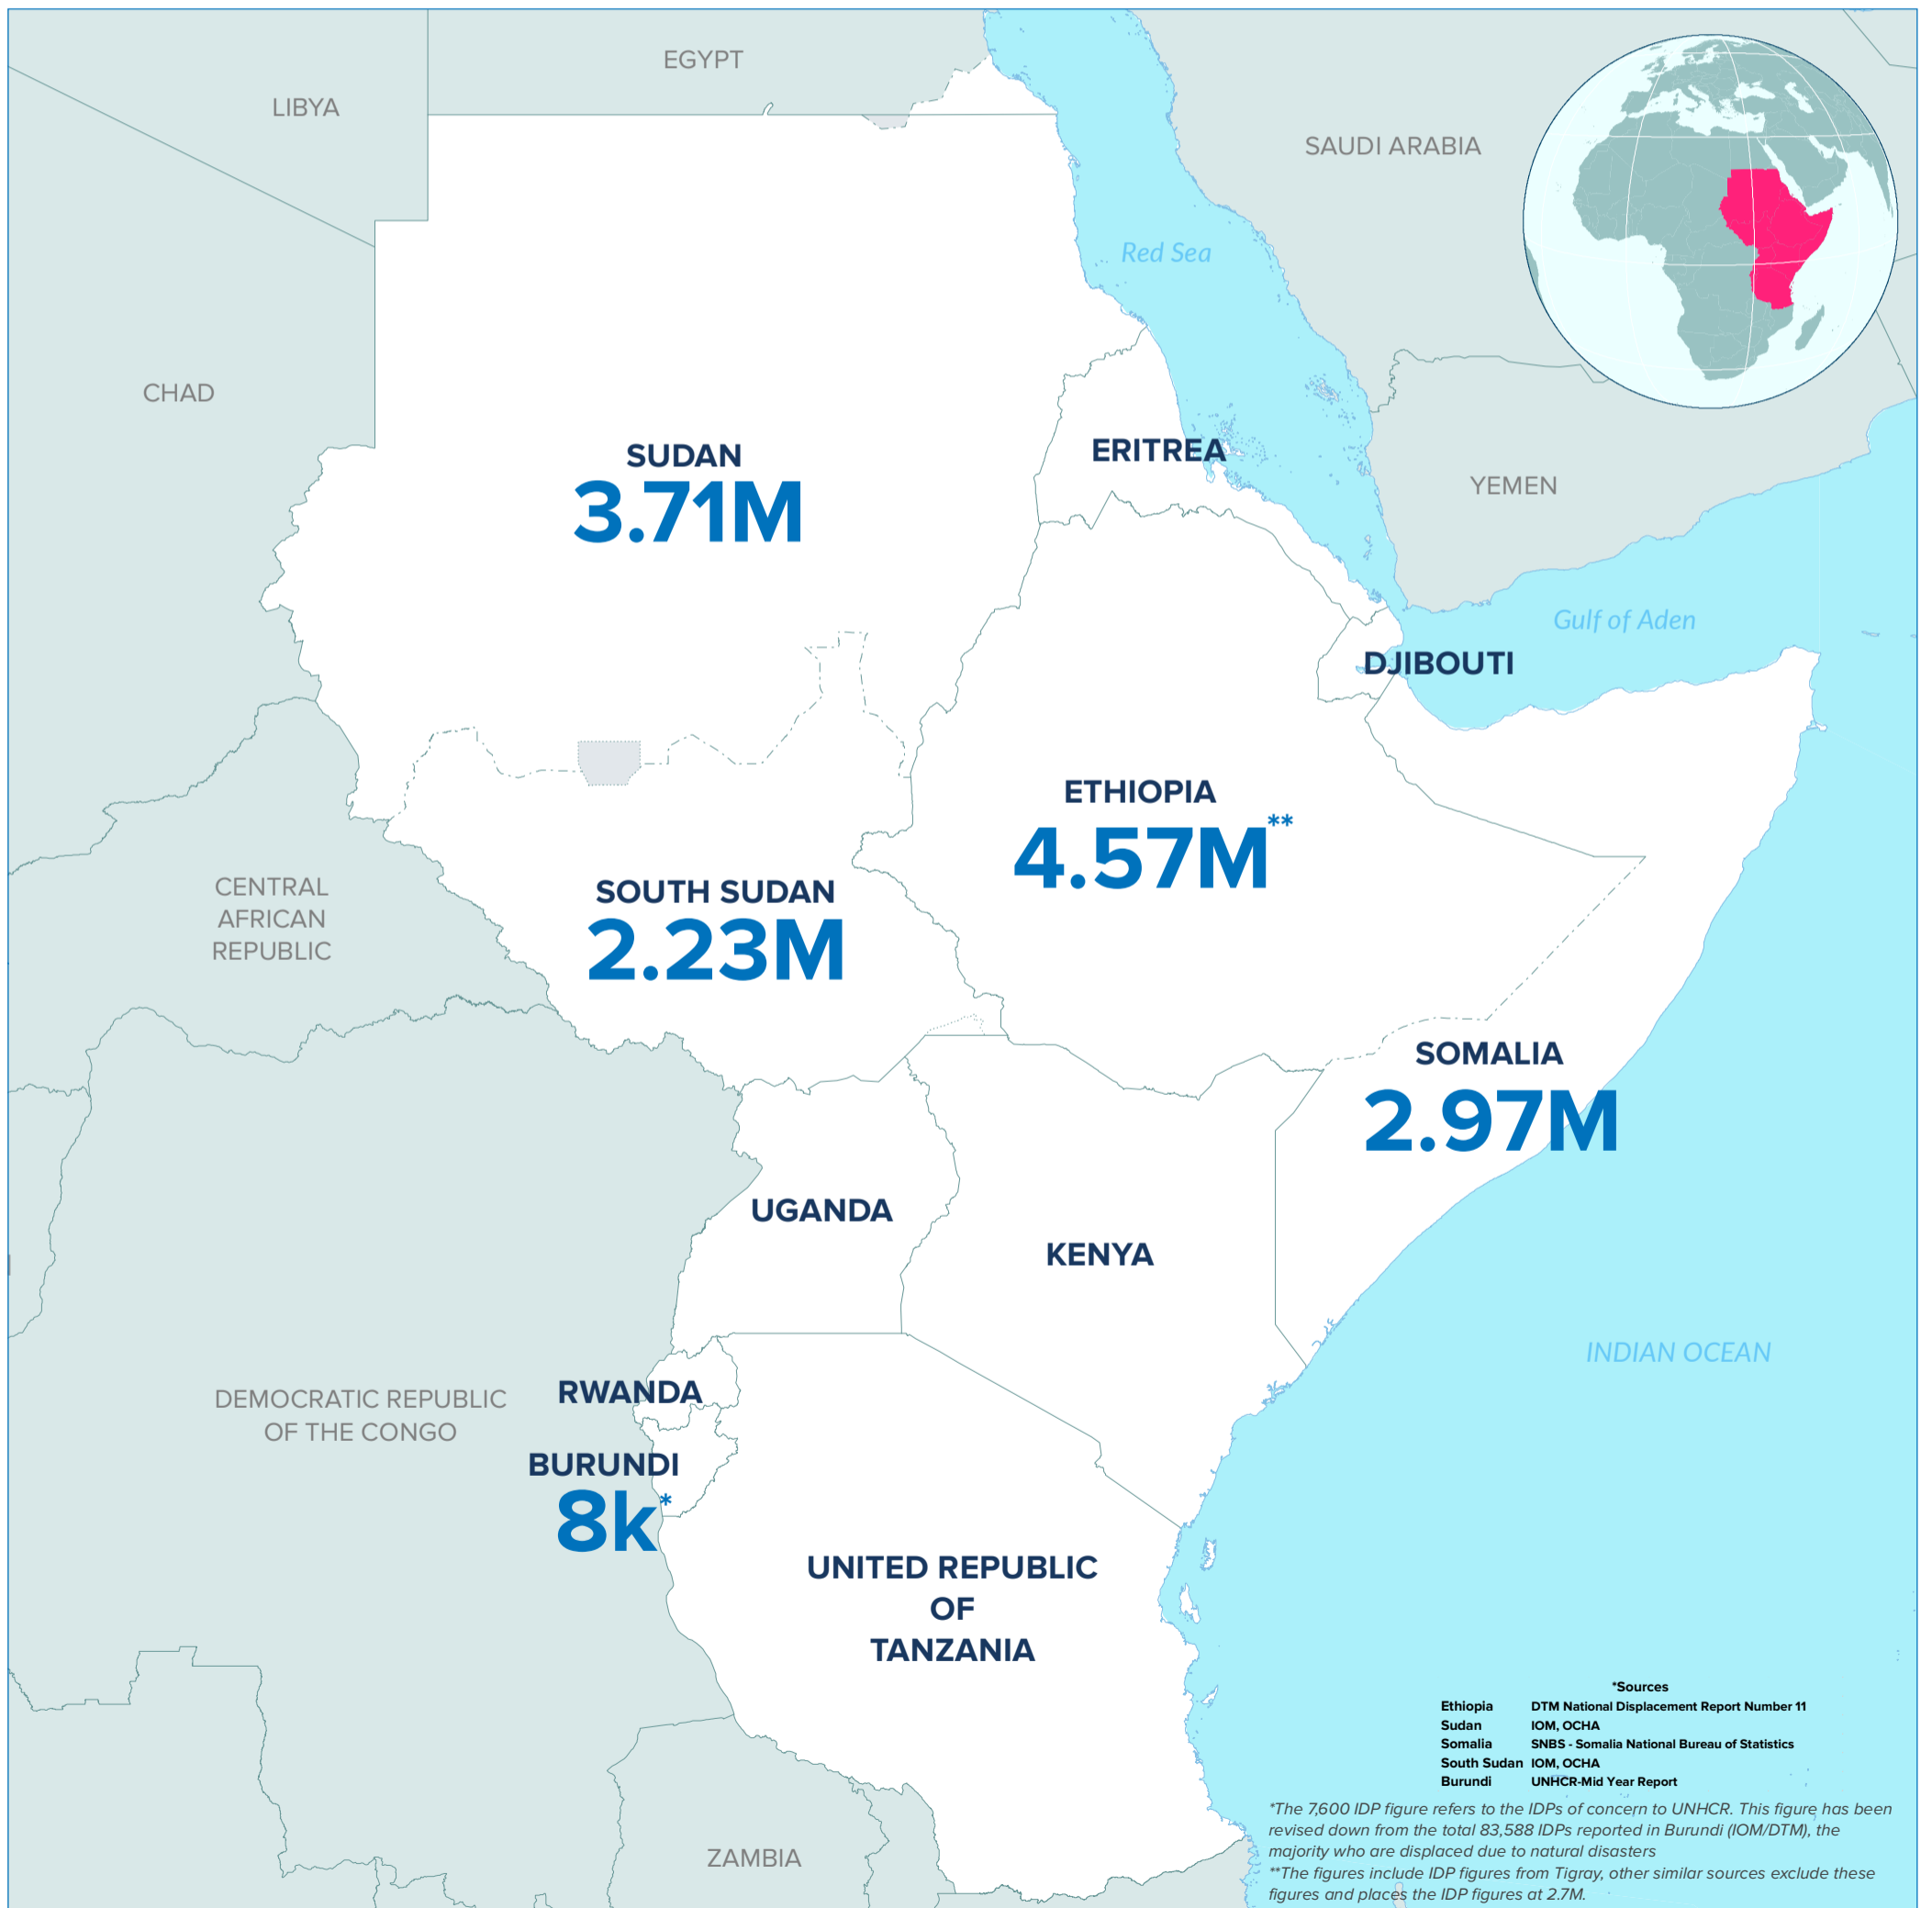 EGYPT
LIBYA
SAUDI ARABIA
Red Sea
CHAD
SUDAN
3.71M
ERITREA
YEMEN
Gulf of Aden
DJIBOUTI
ETHIOPIA
4.57M**
CENTRAL
AFRICAN
REPUBLIC
SOUTH SUDAN
2.23M
SOMALIA
2.97M
UGANDA
KENYA
INDIAN OCEAN
RWANDA
DEMOCRATIC REPUBLIC
OF THE CONGO
BURUNDI
8k*
UNITED REPUBLIC
OF
TANZANIA
ZAMBIA
*Sources
Ethiopia DTM National Displacement Report Number 11
Sudan IOM, OCHA
Somalia SNBS - Somalia National Bureau of Statistics
South Sudan IOM, OCHA
Burundi UNHCR-Mid Year Report
*The 7,600 IDP figure refers to the IDPs of concern to UNHCR. This figure has been
revised down from the total 83,588 IDPs reported in Burundi (IOM/DTM), the
majority who are displaced due to natural disasters
**The figures include IDP figures from Tigray, other similar sources exclude these
figures and places the IDP figures at 2.7M.